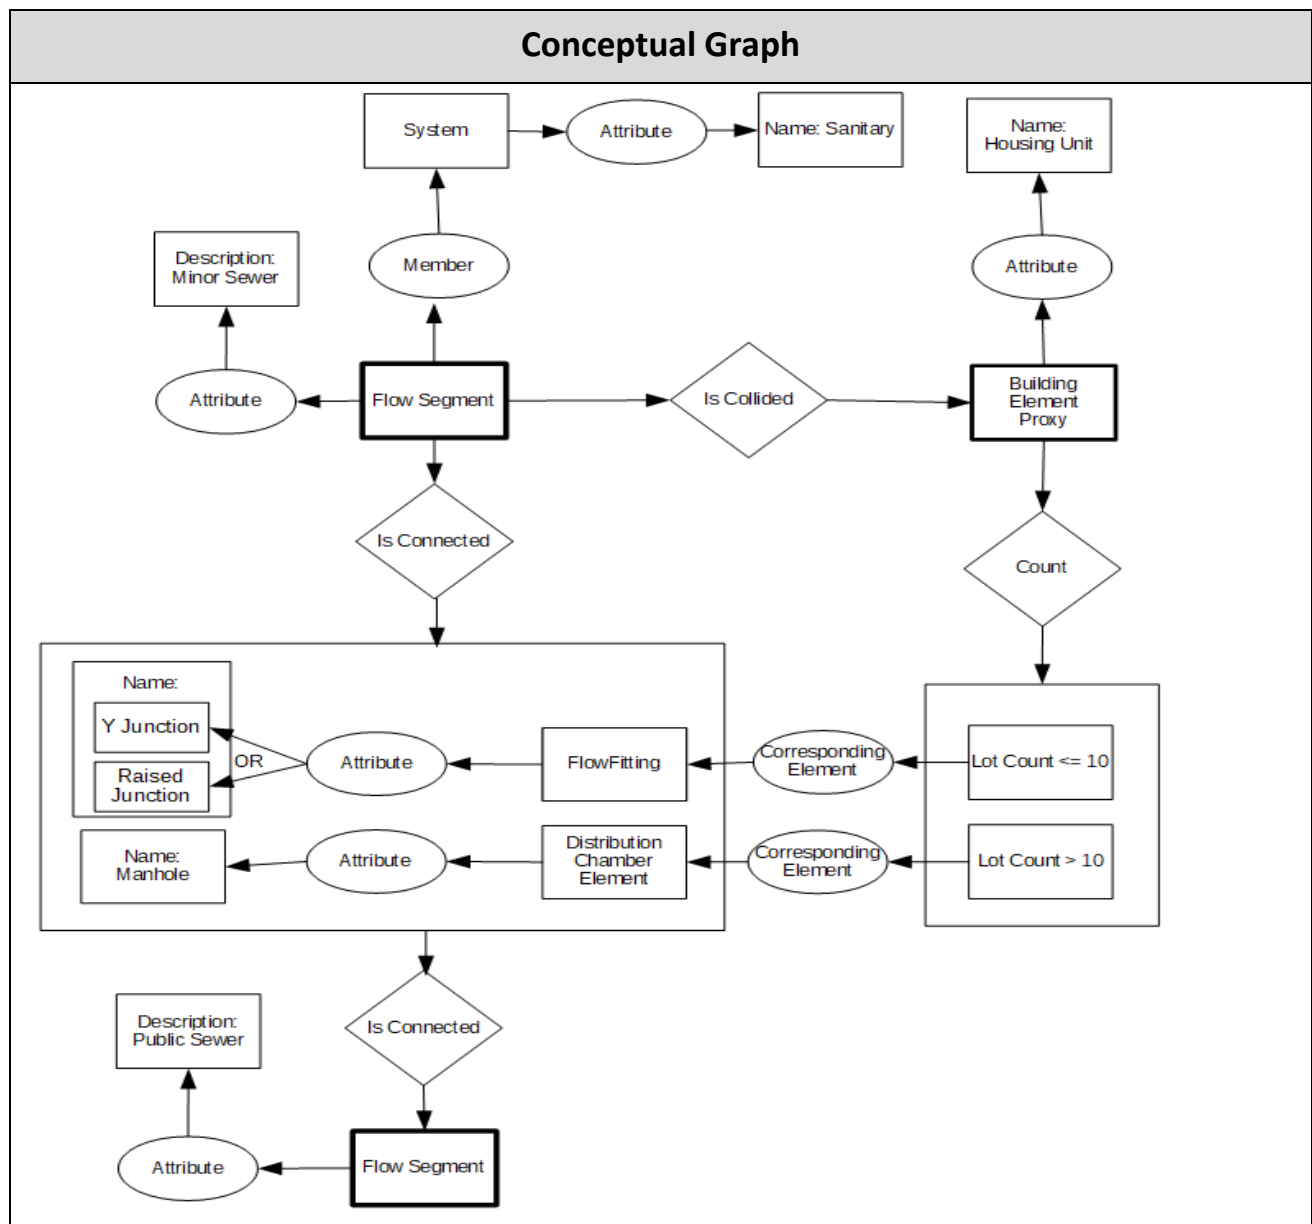 Conceptual Graph
System
Attribute
Name: Sanitary
Name:
Housing Unit
Description:
Minor Sewer
Member
Attribute
Attribute
Flow Segment
Is Collided
Building
Element
Proxy
Is Connected
Count
Name:
Y Junction
OR
Raised
Junction
Attribute
FlowFitting
Corresponding
Element
Lot Count <= 10
Name:
Manhole
Attribute
Distribution
Chamber
Element
Corresponding
Element
Lot Count > 10
Description:
Public Sewer
Is Connected
Attribute
Flow Segment